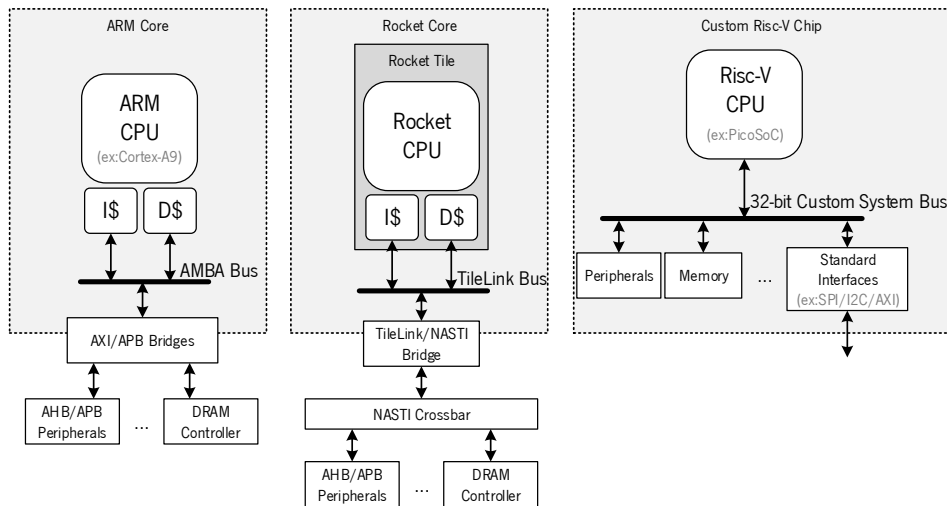 ARM Core
ARM
CPU
(ex:Cortex-A9)
I$
D$
AMBA Bus
AXI/APB Bridges
AHB/APB
Peripherals
...
DRAM
Controller
Rocket Core
Rocket Tile
Rocket
CPU
I$
D$
TileLink Bus
TileLink/NASTI
Bridge
NASTI Crossbar
AHB/APB
Peripherals
...
DRAM
Controller
Custom Risc-V Chip
Risc-V
CPU
(ex:PicoSoC)
32-bit Custom System Bus
Peripherals
Memory
...
Standard
Interfaces
(ex:SPI/I2C/AXI)